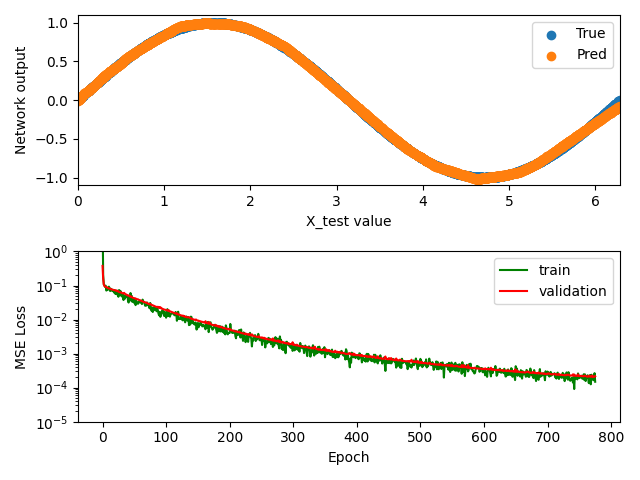 1.0
0.5
0.0
−0.5
−1.0
Network output
True
Pred
0 1 2 3 4 5 6
X_test value
10^0
10^−1
10^−2
10^−3
10^−4
10^−5
MSE Loss
train
validation
0 100 200 300 400 500 600 700 800
Epoch